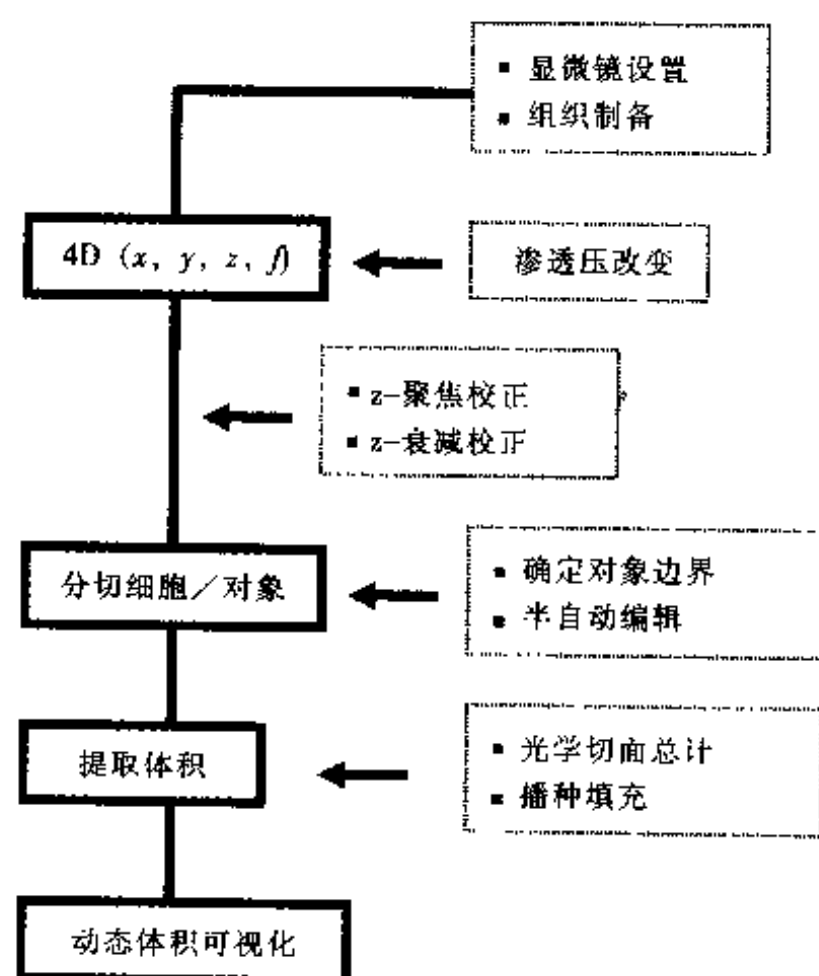 ▪ 显微镜设置
▪ 组织制备
4D (x, y, z, f)
渗透压改变
▪ z-聚焦校正
▪ z-衰减校正
分切细胞/对象
▪ 确定对象边界
▪ 半自动编辑
提取体积
▪ 光学切面总计
▪ 播种填充
动态体积可视化